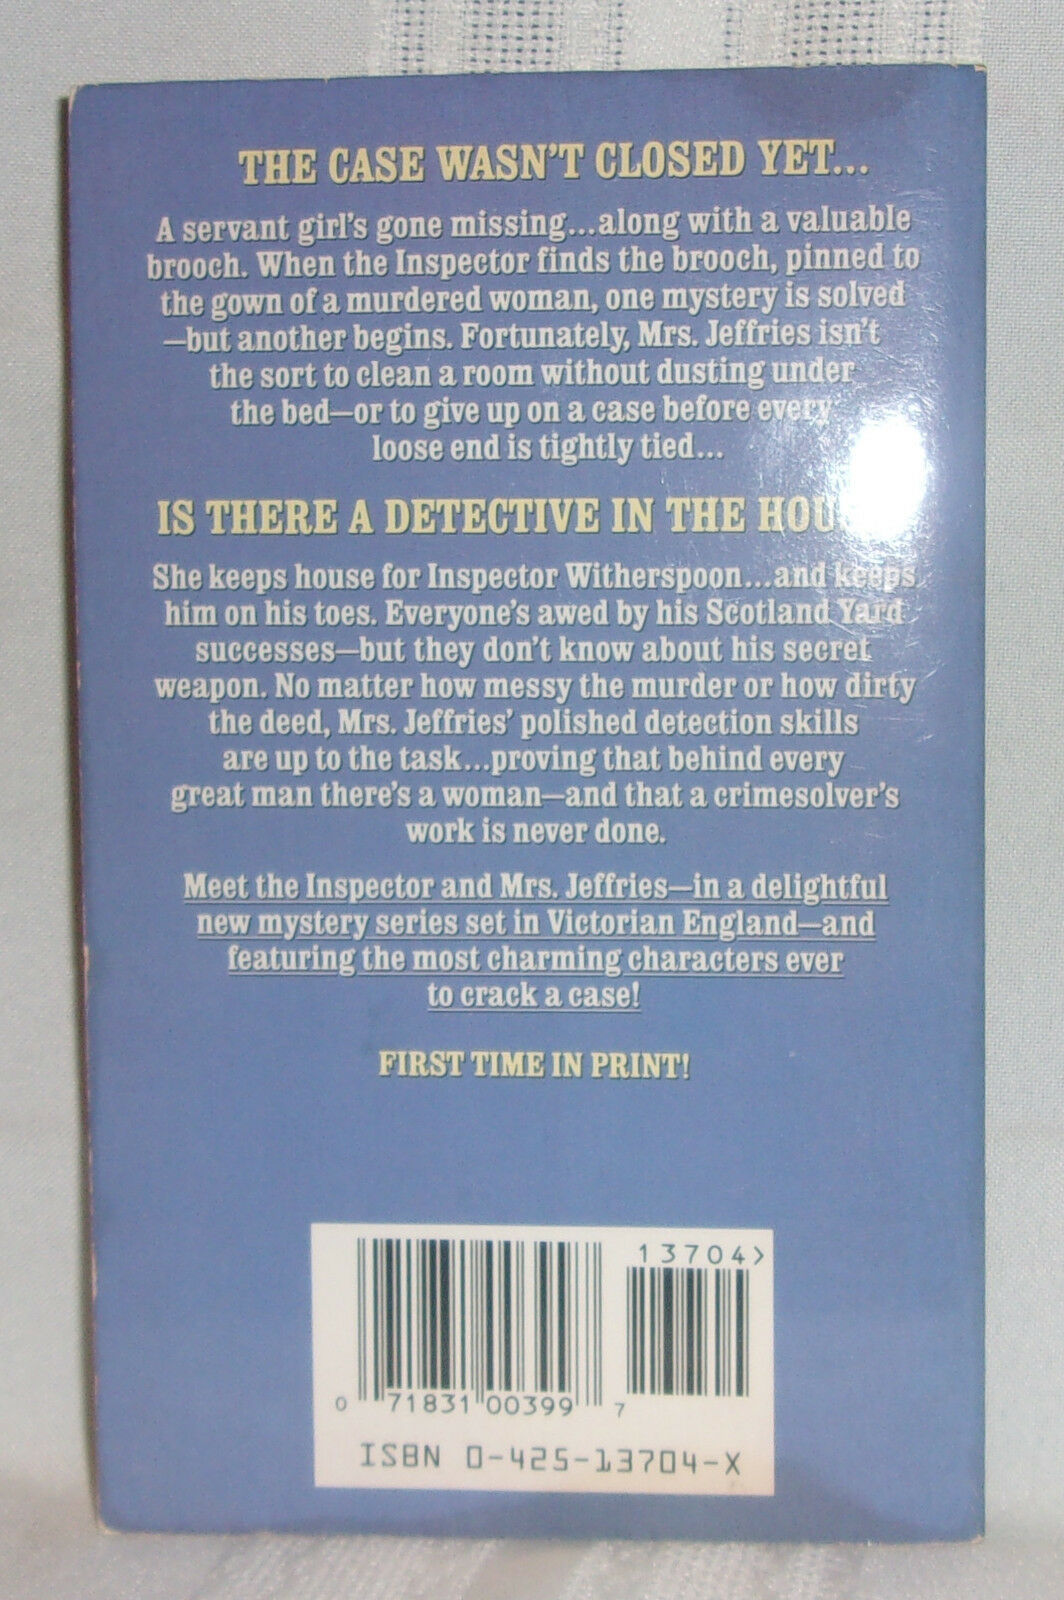 THE CASE WASN'T CLOSED YET...
A servant girl's gone missing...along with a valuable
brooch. When the Inspector finds the brooch, pinned to
the gown of a murdered woman, one mystery is solved
—but another begins. Fortunately, Mrs. Jeffries isn't
the sort to clean a room without dusting under
the bed—or to give up on a case before every
loose end is tightly tied...
IS THERE A DETECTIVE IN THE
She keeps house for Inspector Witherspoon...and keeps
him on his toes. Everyone's awed by his Scotland Yard
successes—but they don't know about his secret
weapon. No matter how messy the murder or how dirty
the deed, Mrs. Jeffries' polished detection skills
are up to the task...proving that behind every
great man there's a woman—and that a crimesolver's
work is never done.
Meet the Inspector and Mrs. Jeffries—in a delightful
new mystery series set in Victorian England—and
featuring the most charming characters ever
to crack a case!
FIRST TIME IN PRINT!
13704>
0 71831 00399 7
ISBN 0-425-13704-X